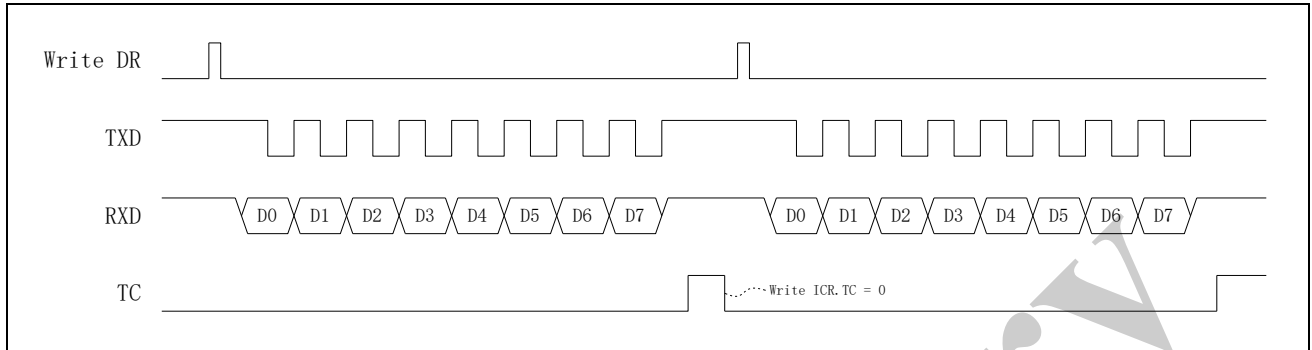 Write DR
TXD
RXD D0 D1 D2 D3 D4 D5 D6 D7 D0 D1 D2 D3 D4 D5 D6 D7
TC Write ICR.TC = 0